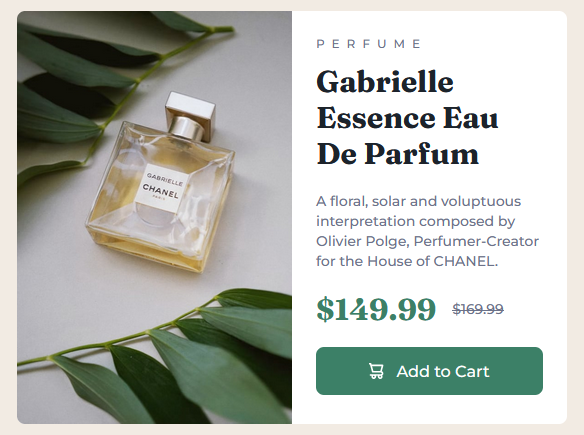 GABRIELLE
CHANEL
PARIS
PERFUME
Gabrielle
Essence Eau
De Parfum
A floral, solar and voluptuous
interpretation composed by
Olivier Polge, Perfumer-Creator
for the House of CHANEL.
$149.99 $169.99
Add to Cart